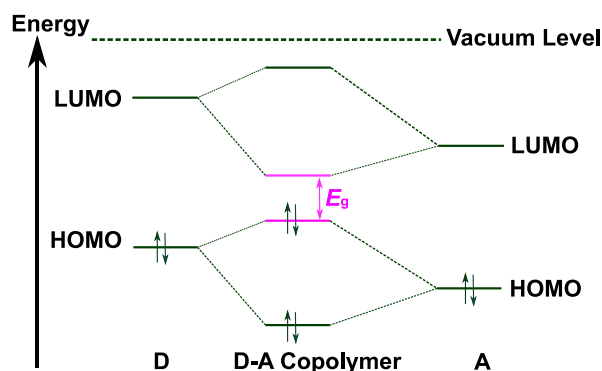 Energy
Vacuum Level
LUMO
LUMO
Eg
HOMO
HOMO
D
D-A Copolymer
A